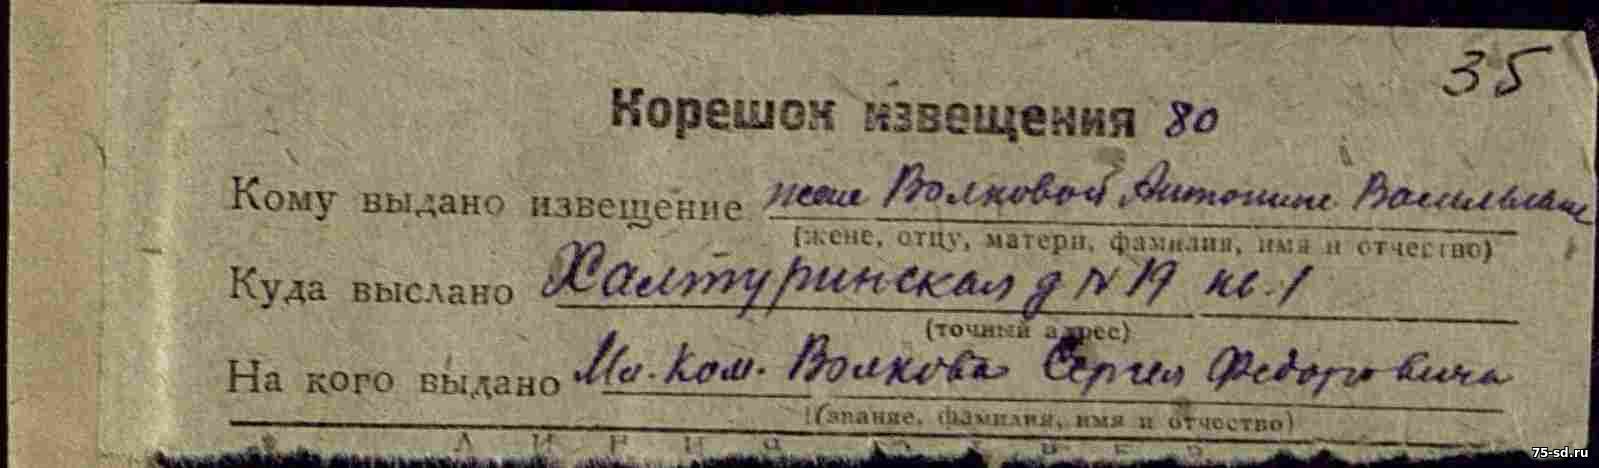 35
Корешок извещения 80
Кому выдано извещение жене Волковой Антонине Васильевне
(жене, отцу, матери, фамилия, имя и отчество)
Куда выслано Халтуринская д № 19 кв. 1
(точный адрес)
На кого выдано Мл. Ком. Волкова Сергея Федоровича
(звание, фамилия, имя и отчество)
Линия отреза
75-sd.ru